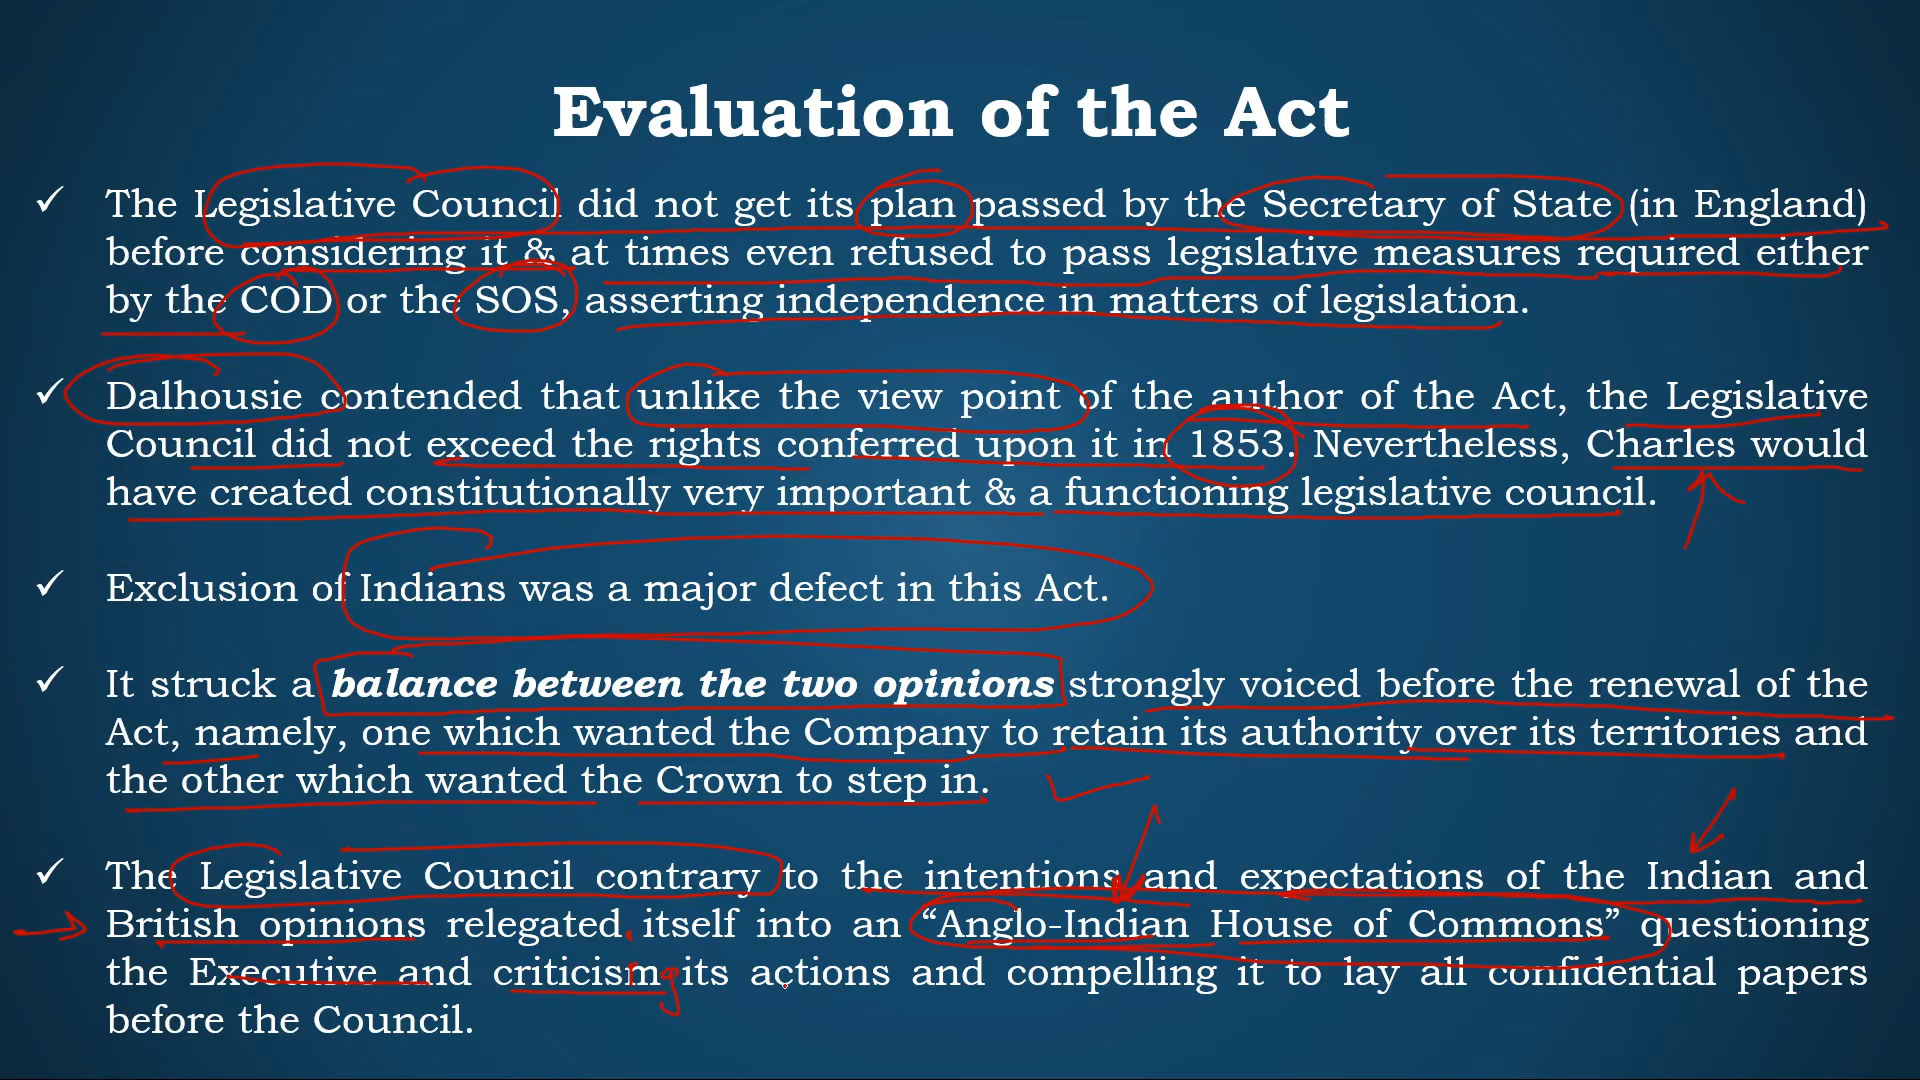 Evaluation of the Act
✓ The Legislative Council did not get its plan passed by the Secretary of State (in England)
before considering it & at times even refused to pass legislative measures required either
by the COD or the SOS, asserting independence in matters of legislation.
✓ Dalhousie contended that unlike the view point of the author of the Act, the Legislative
Council did not exceed the rights conferred upon it in 1853. Nevertheless, Charles would
have created constitutionally very important & a functioning legislative council.
✓ Exclusion of Indians was a major defect in this Act.
✓ It struck a balance between the two opinions strongly voiced before the renewal of the
Act, namely, one which wanted the Company to retain its authority over its territories and
the other which wanted the Crown to step in.
✓ The Legislative Council contrary to the intentions and expectations of the Indian and
British opinions relegated itself into an “Anglo-Indian House of Commons” questioning
the Executive and criticism its actions and compelling it to lay all confidential papers
before the Council.